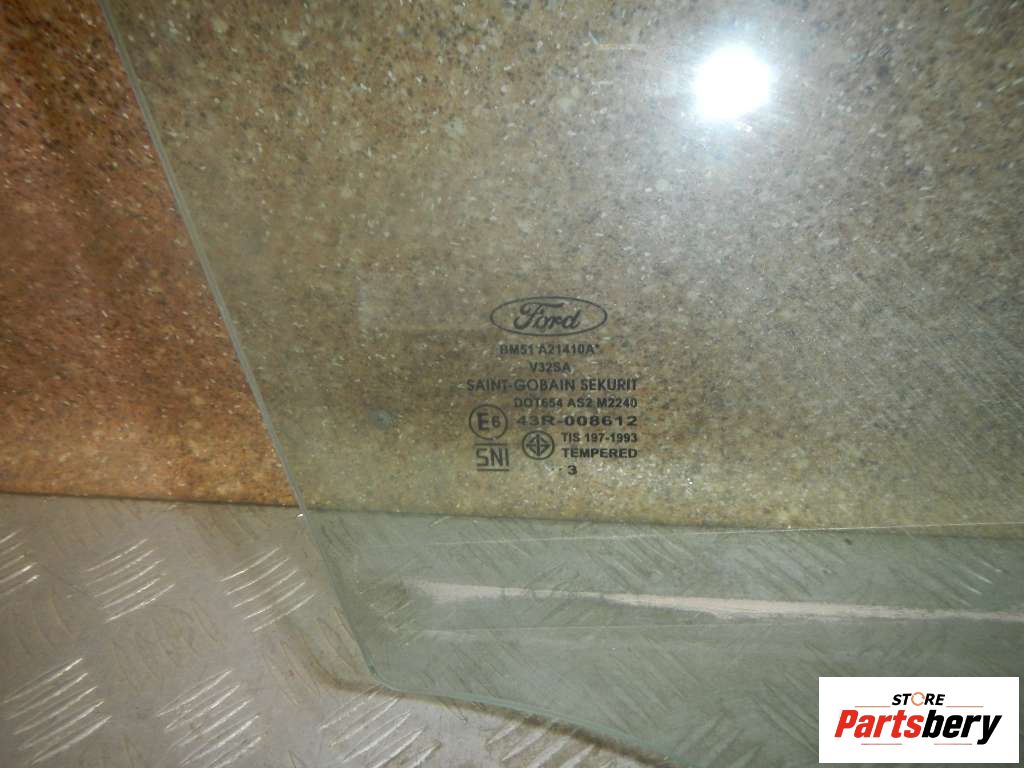 Ford
BM51 A21410A*
V32SA
SAINT-GOBAIN SEKURIT
DOT654 AS2 M2240
E6 43R-008612
SNI TIS 197-1993
TEMPERED
3
STORE
Partsbery